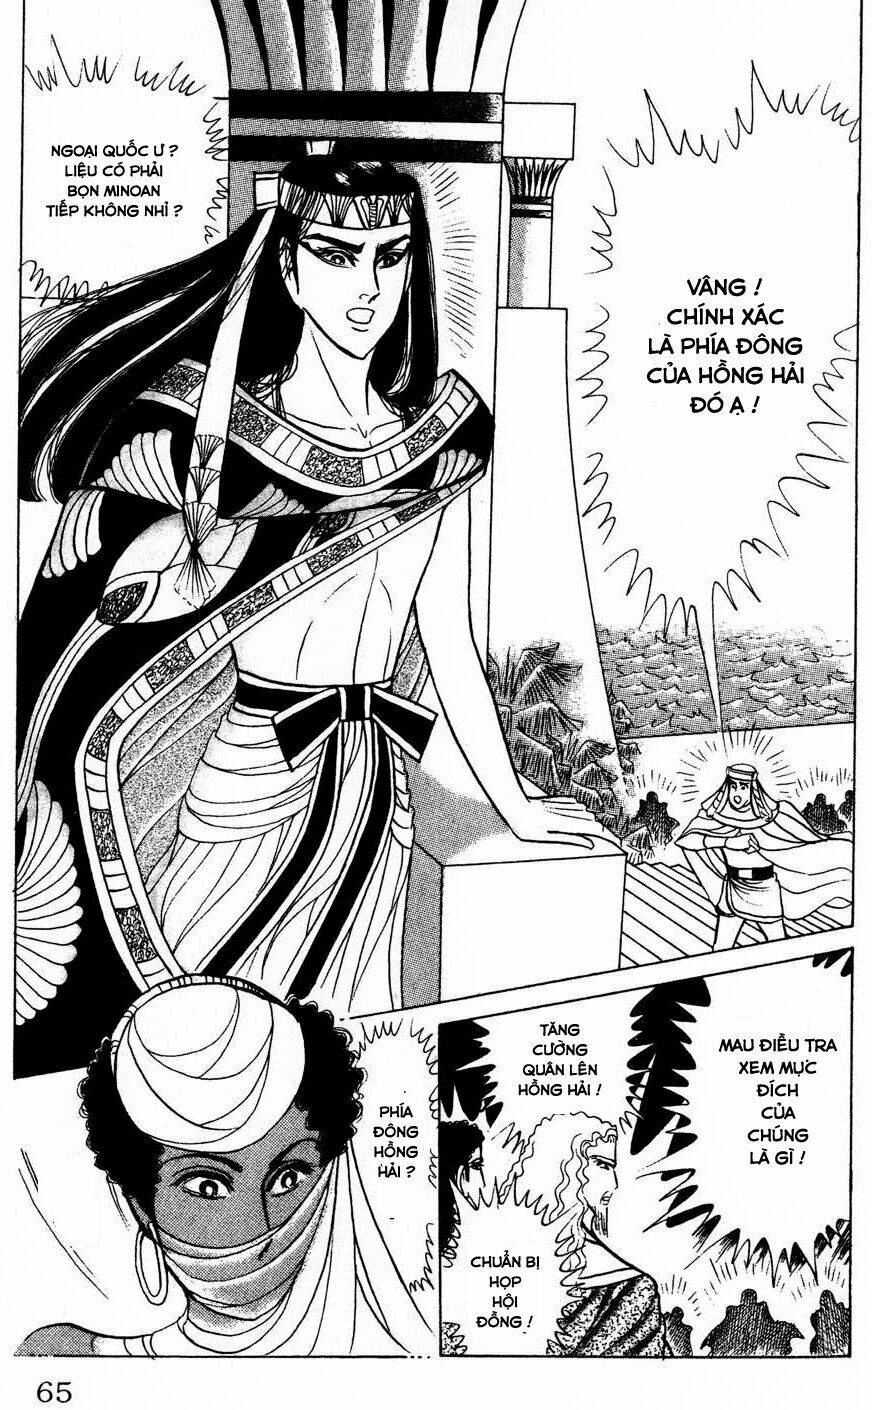 NGOẠI QUỐC Ư ?
LIỆU CÓ PHẢI
BỌN MINOAN
TIẾP KHÔNG NHỈ ?
VÂNG !
CHÍNH XÁC
LÀ PHÍA ĐÔNG
CỦA HỒNG HẢI
ĐÓ Ạ !
PHÍA
ĐÔNG
HỒNG
HẢI ?
TĂNG
CƯỜNG
QUÂN LÊN
HỒNG HẢI !
MAU ĐIỀU TRA
XEM MỤC
ĐÍCH
CỦA
CHÚNG
LÀ GÌ !
CHUẨN BỊ
HỌP
HỘI
ĐỒNG !
65